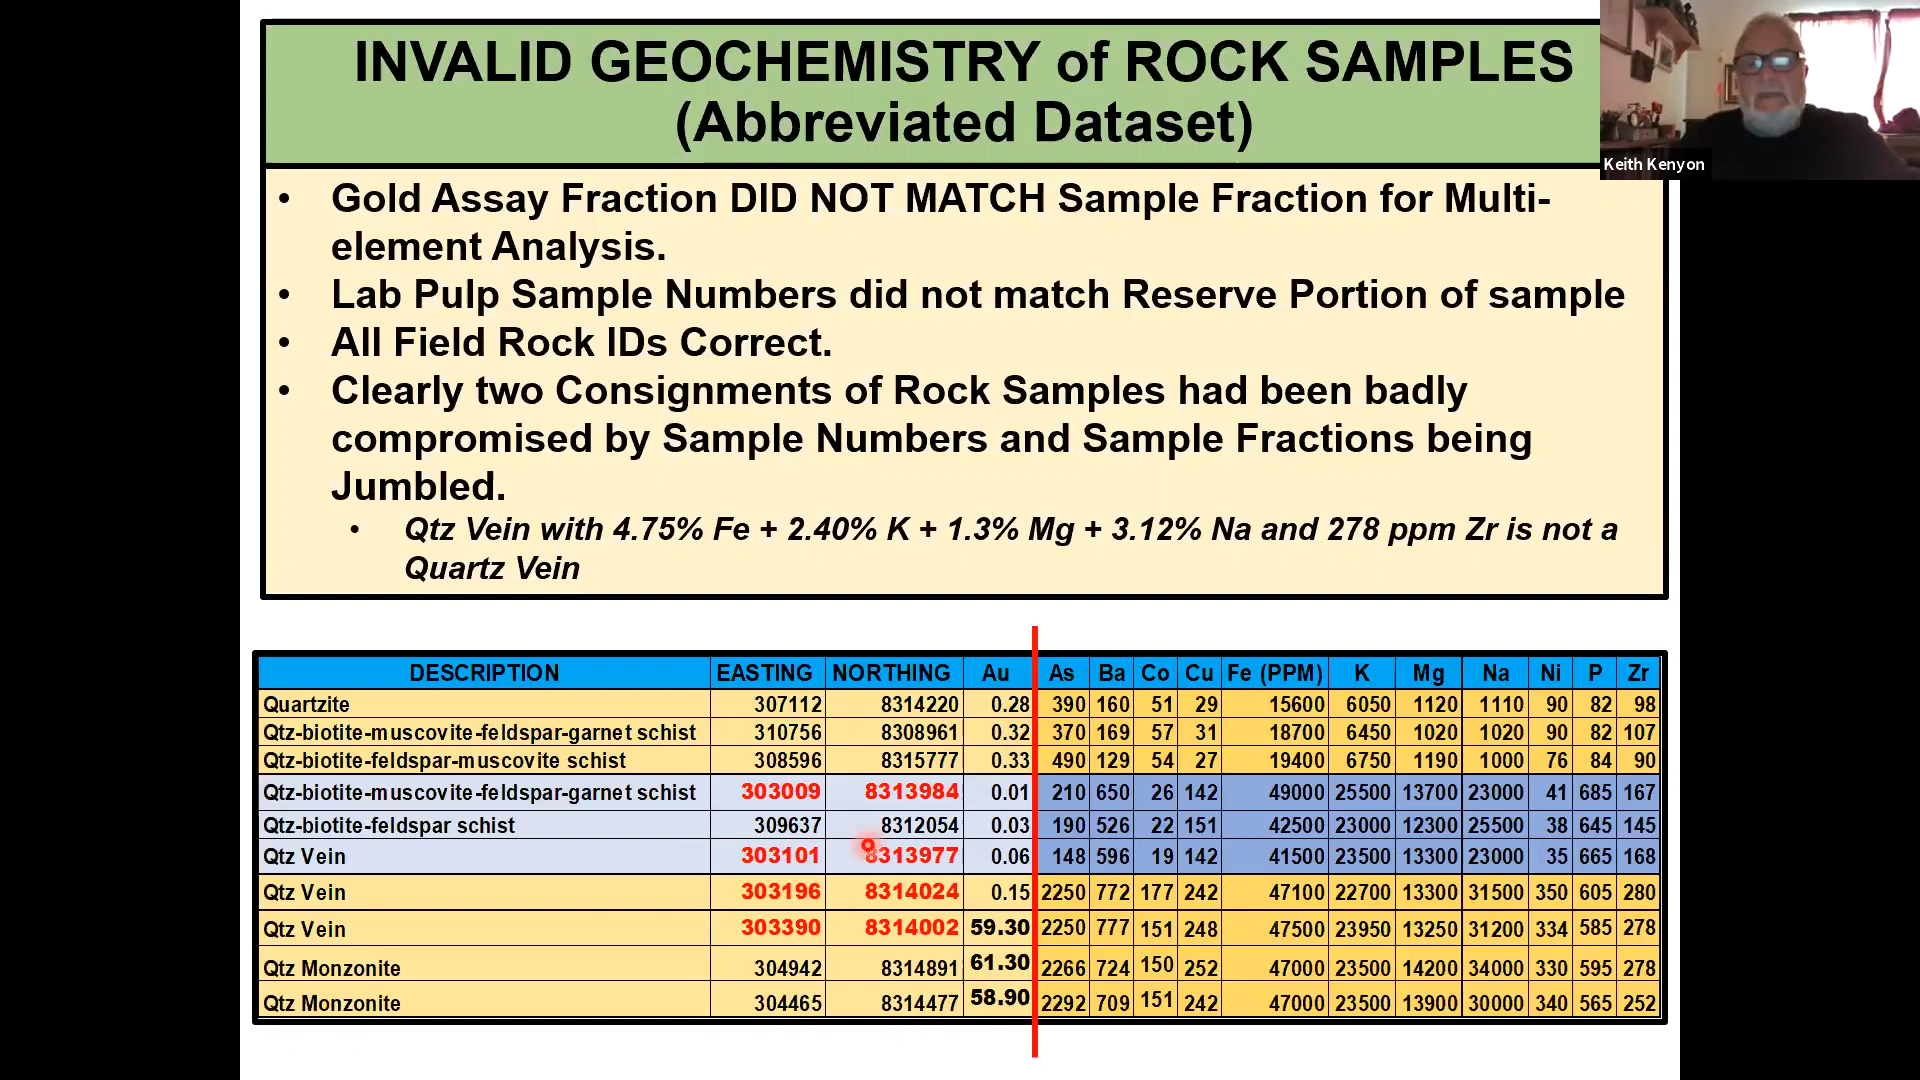 INVALID GEOCHEMISTRY of ROCK SAMPLES
(Abbreviated Dataset)
Keith Kenyon
• Gold Assay Fraction DID NOT MATCH Sample Fraction for Multi-
element Analysis.
• Lab Pulp Sample Numbers did not match Reserve Portion of sample
• All Field Rock IDs Correct.
• Clearly two Consignments of Rock Samples had been badly
compromised by Sample Numbers and Sample Fractions being
Jumbled.
• Qtz Vein with 4.75% Fe + 2.40% K + 1.3% Mg + 3.12% Na and 278 ppm Zr is not a
Quartz Vein
DESCRIPTION EASTING NORTHING Au As Ba Co Cu Fe (PPM) K Mg Na Ni P Zr
Quartzite 307112 8314220 0.28 390 160 51 29 15600 6050 1120 1110 90 82 98
Qtz-biotite-muscovite-feldspar-garnet schist 310756 8308961 0.32 370 169 57 31 18700 6450 1020 1020 90 82 107
Qtz-biotite-feldspar-muscovite schist 308596 8315777 0.33 490 129 54 27 19400 6750 1190 1000 76 84 90
Qtz-biotite-muscovite-feldspar-garnet schist 303009 8313984 0.01 210 650 26 142 49000 25500 13700 23000 41 685 167
Qtz-biotite-feldspar schist 309637 8312054 0.03 190 526 22 151 42500 23000 12300 25500 38 645 145
Qtz Vein 303101 8313977 0.06 148 596 19 142 41500 23500 13300 23000 35 665 168
Qtz Vein 303196 8314024 0.15 2250 772 177 242 47100 22700 13300 31500 350 605 280
Qtz Vein 303390 8314002 59.30 2250 777 151 248 47500 23950 13250 31200 334 585 278
Qtz Monzonite 304942 8314891 61.30 2266 724 150 252 47000 23500 14200 34000 330 595 278
Qtz Monzonite 304465 8314477 58.90 2292 709 151 242 47000 23500 13900 30000 340 565 252